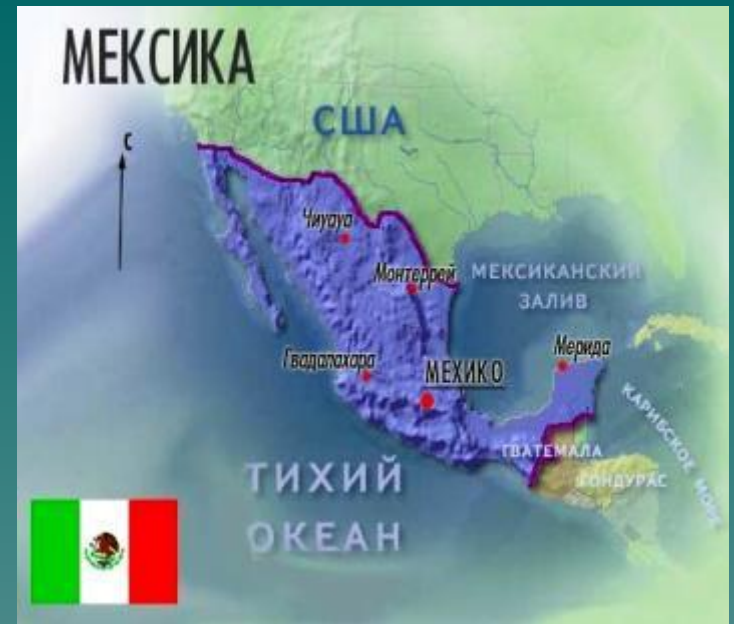 МЕКСИКА
США
С
Чиуауа
Монтеррей
МЕКСИКАНСКИЙ
ЗАЛИВ
Мерида
Гвадалахара
МЕХИКО
КАРИБСКОЕ МОРЕ
ГВАТЕМАЛА
ГОНДУРАС
ТИХИЙ
ОКЕАН